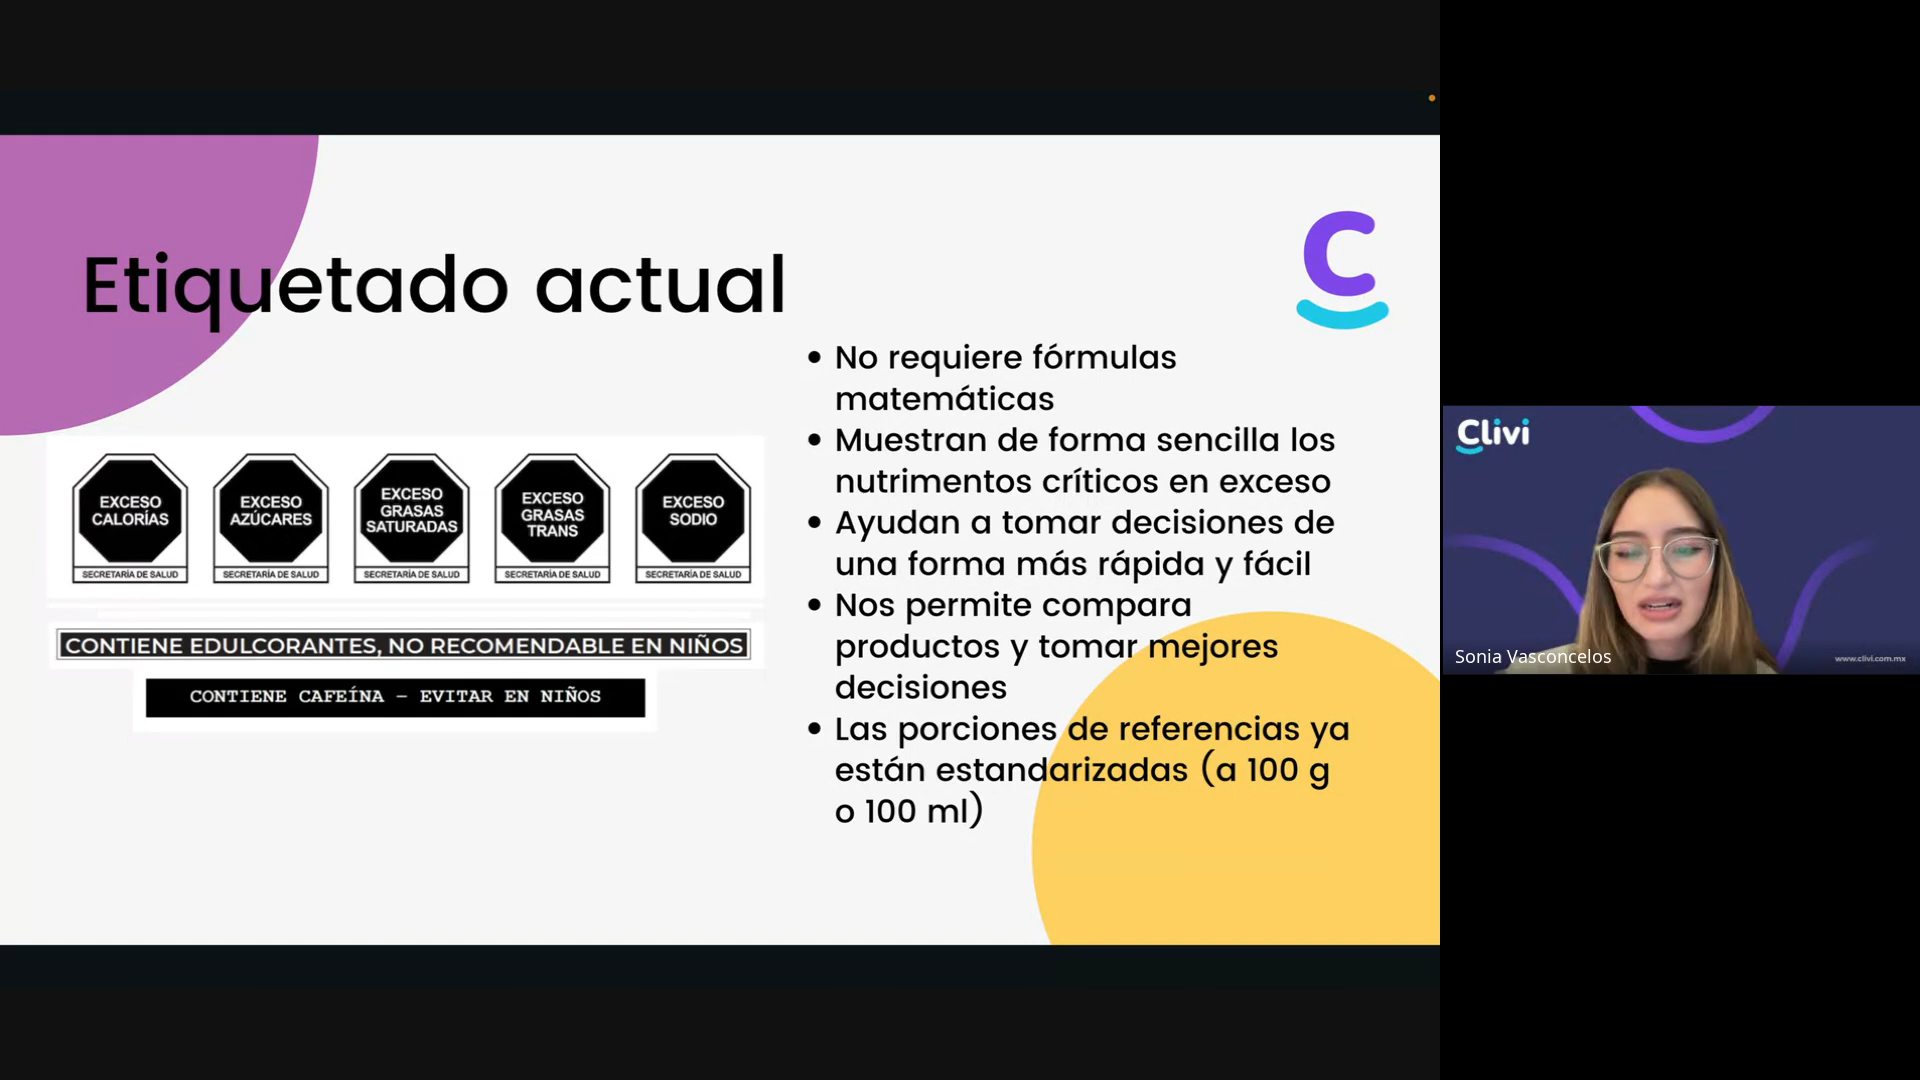 Etiquetado actual
EXCESO
CALORÍAS
SECRETARÍA DE SALUD
EXCESO
AZÚCARES
SECRETARÍA DE SALUD
EXCESO
GRASAS
SATURADAS
SECRETARÍA DE SALUD
EXCESO
GRASAS
TRANS
SECRETARÍA DE SALUD
EXCESO
SODIO
SECRETARÍA DE SALUD
CONTIENE EDULCORANTES, NO RECOMENDABLE EN NIÑOS
CONTIENE CAFEÍNA – EVITAR EN NIÑOS
C
• No requiere fórmulas
matemáticas
• Muestran de forma sencilla los
nutrimentos críticos en exceso
• Ayudan a tomar decisiones de
una forma más rápida y fácil
• Nos permite compara
productos y tomar mejores
decisiones
• Las porciones de referencias ya
están estandarizadas (a 100 g
o 100 ml)
Clivi
Sonia Vasconcelos
www.clivi.com.mx